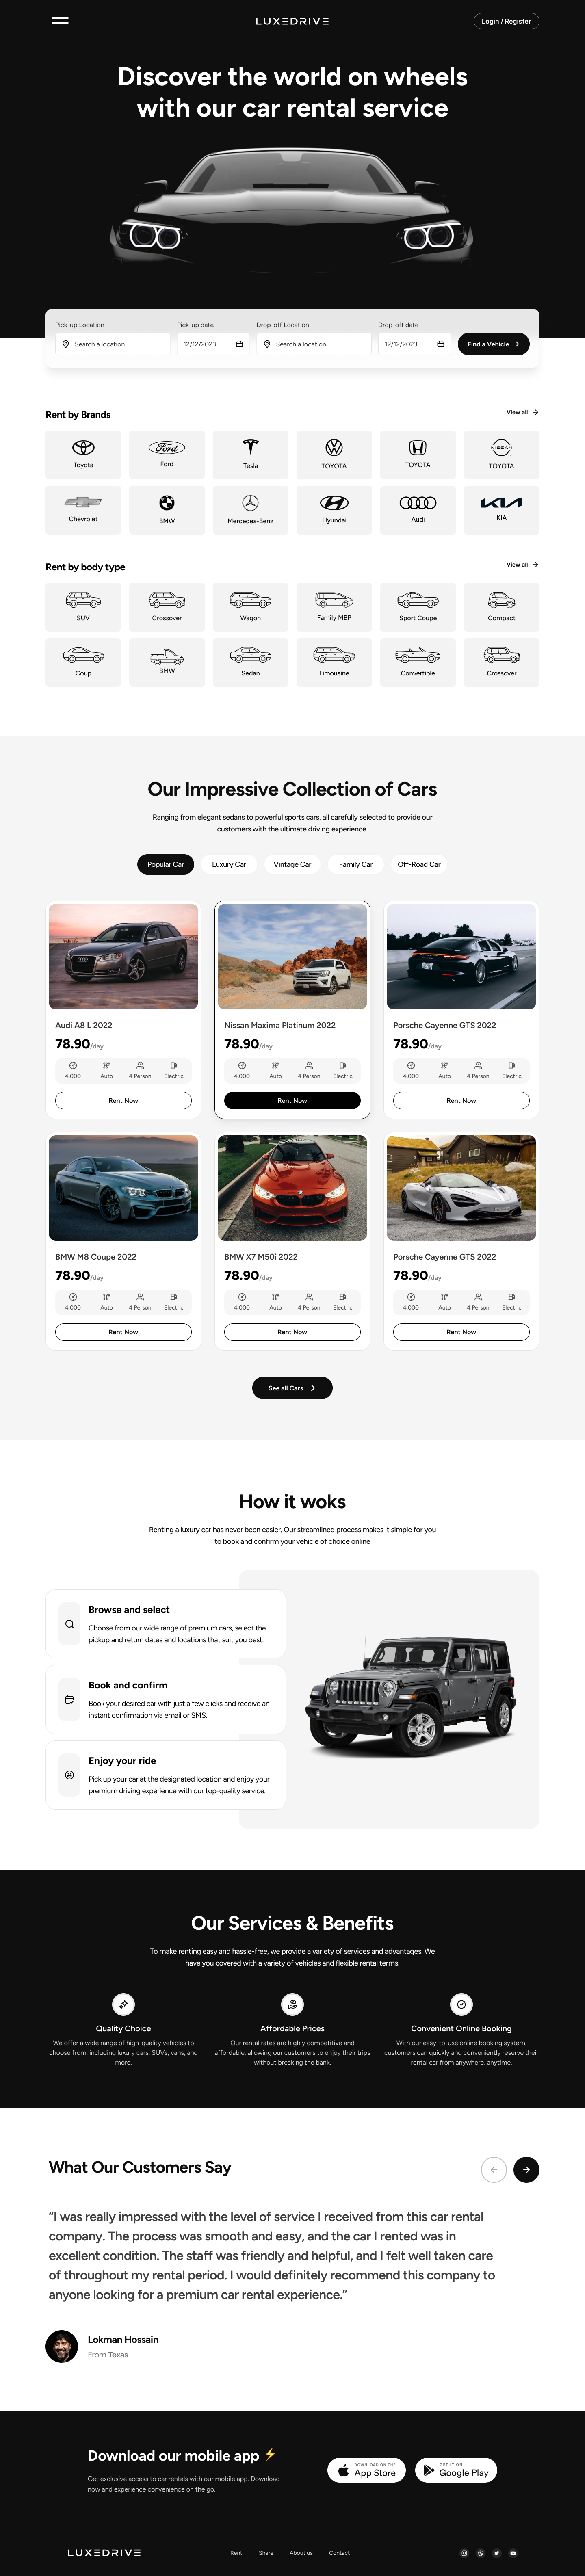 LUXEDRIVE
Login / Register
Discover the world on wheels
with our car rental service
Pick-up Location
Pick-up date
Drop-off Location
Drop-off date
Search a location
12/12/2023
Search a location
12/12/2023
Find a Vehicle
Rent by Brands
View all
Toyota
Ford
Tesla
TOYOTA
TOYOTA
TOYOTA
Chevrolet
BMW
Mercedes-Benz
Hyundai
Audi
KIA
Rent by body type
View all
SUV
Crossover
Wagon
Family MBP
Sport Coupe
Compact
Coup
BMW
Sedan
Limousine
Convertible
Crossover
Our Impressive Collection of Cars
Ranging from elegant sedans to powerful sports cars, all carefully selected to provide our
customers with the ultimate driving experience.
Popular Car
Luxury Car
Vintage Car
Family Car
Off-Road Car
Audi A8 L 2022
78.90/day
4,000
Auto
4 Person
Electric
Rent Now
Nissan Maxima Platinum 2022
78.90/day
4,000
Auto
4 Person
Electric
Rent Now
Porsche Cayenne GTS 2022
78.90/day
4,000
Auto
4 Person
Electric
Rent Now
BMW M8 Coupe 2022
78.90/day
4,000
Auto
4 Person
Electric
Rent Now
BMW X7 M50i 2022
78.90/day
4,000
Auto
4 Person
Electric
Rent Now
Porsche Cayenne GTS 2022
78.90/day
4,000
Auto
4 Person
Electric
Rent Now
See all Cars
How it woks
Renting a luxury car has never been easier. Our streamlined process makes it simple for you
to book and confirm your vehicle of choice online
Browse and select
Choose from our wide range of premium cars, select the
pickup and return dates and locations that suit you best.
Book and confirm
Book your desired car with just a few clicks and receive an
instant confirmation via email or SMS.
Enjoy your ride
Pick up your car at the designated location and enjoy your
premium driving experience with our top-quality service.
Our Services & Benefits
To make renting easy and hassle-free, we provide a variety of services and advantages. We
have you covered with a variety of vehicles and flexible rental terms.
Quality Choice
We offer a wide range of high-quality vehicles to
choose from, including luxury cars, SUVs, vans, and
more.
Affordable Prices
Our rental rates are highly competitive and
affordable, allowing our customers to enjoy their trips
without breaking the bank.
Convenient Online Booking
With our easy-to-use online booking system,
customers can quickly and conveniently reserve their
rental car from anywhere, anytime.
What Our Customers Say
“I was really impressed with the level of service I received from this car rental
company. The process was smooth and easy, and the car I rented was in
excellent condition. The staff was friendly and helpful, and I felt well taken care
of throughout my rental period. I would definitely recommend this company to
anyone looking for a premium car rental experience.”
Lokman Hossain
From Texas
Download our mobile app ⚡
Get exclusive access to car rentals with our mobile app. Download
now and experience convenience on the go.
DOWNLOAD ON THE
App Store
GET IT ON
Google Play
LUXEDRIVE
Rent
Share
About us
Contact